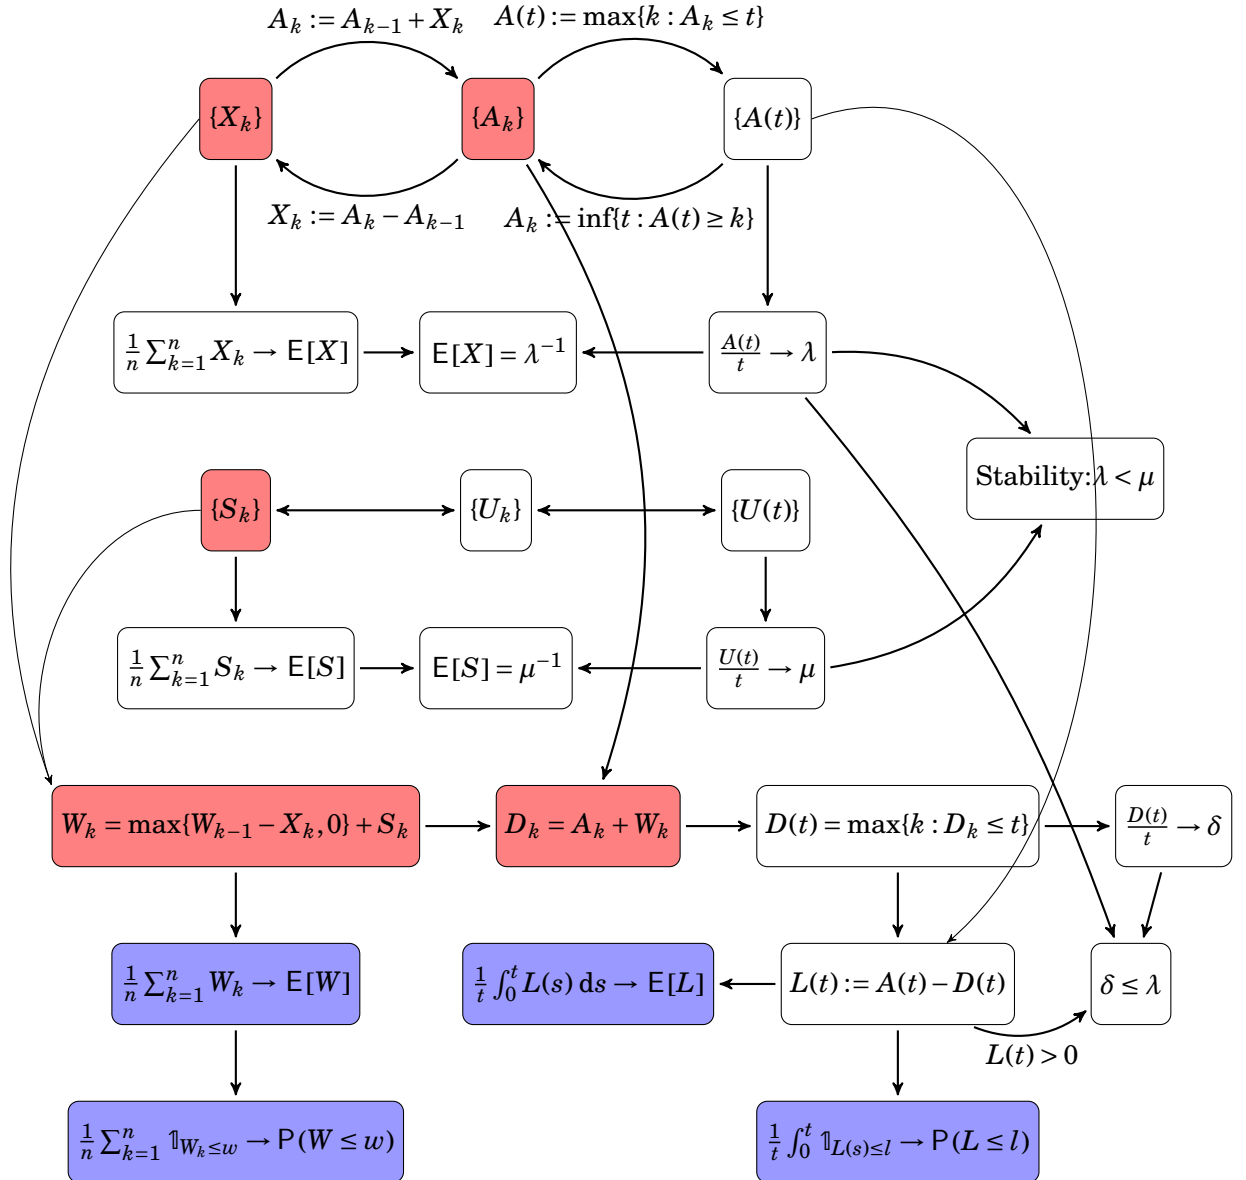 A_k := A_{k−1} + X_k
A(t) := max{k : A_k ≤ t}
{X_k}
{A_k}
{A(t)}
X_k := A_k − A_{k−1}
A_k := inf{t : A(t) ≥ k}
1/n ∑_{k=1}^n X_k → E[X]
E[X] = λ^{−1}
A(t)/t → λ
Stability:λ < μ
{S_k}
{U_k}
{U(t)}
1/n ∑_{k=1}^n S_k → E[S]
E[S] = μ^{−1}
U(t)/t → μ
W_k = max{W_{k−1} − X_k, 0} + S_k
D_k = A_k + W_k
D(t) = max{k : D_k ≤ t}
D(t)/t → δ
1/n ∑_{k=1}^n W_k → E[W]
1/t ∫_0^t L(s) ds → E[L]
L(t) := A(t) − D(t)
δ ≤ λ
L(t) > 0
1/n ∑_{k=1}^n 𝟙_{W_k ≤ w} → P(W ≤ w)
1/t ∫_0^t 𝟙_{L(s) ≤ l} → P(L ≤ l)